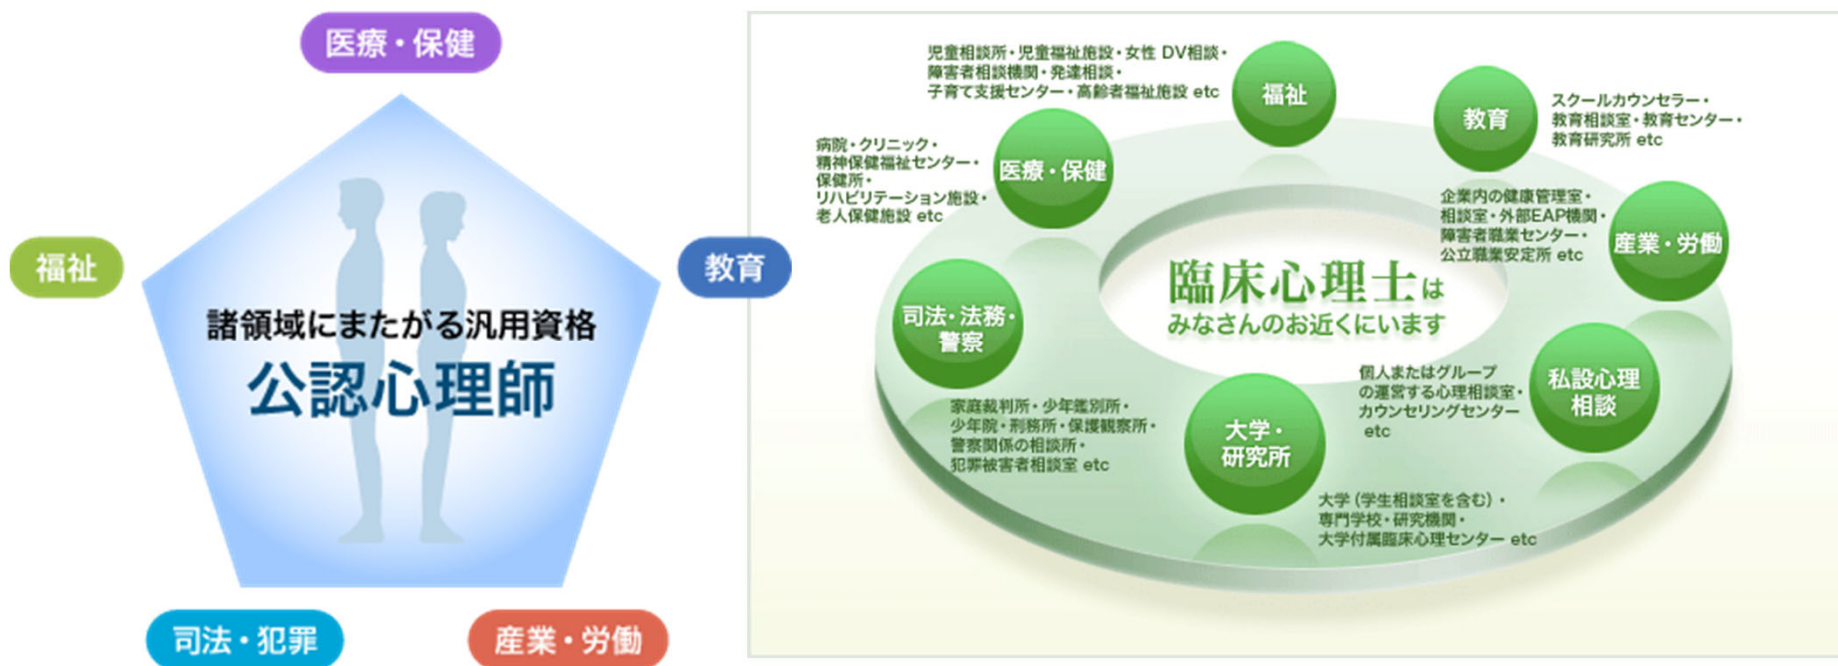 医療・保健
福祉
教育
諸領域にまたがる汎用資格
公認心理師
司法・犯罪
産業・労働
児童相談所・児童福祉施設・女性 DV相談・
障害者相談機関・発達相談・
子育て支援センター・高齢者福祉施設 etc
福祉
教育
スクールカウンセラー・
教育相談室・教育センター・
教育研究所 etc
病院・クリニック・
精神保健福祉センター・
保健所・
リハビリテーション施設・
老人保健施設 etc
医療・保健
企業内の健康管理室・
相談室・外部EAP機関・
障害者職業センター・
公立職業安定所 etc
産業・労働
臨床心理士は
みなさんのお近くにいます
司法・法務・
警察
家庭裁判所・少年鑑別所・
少年院・刑務所・保護観察所・
警察関係の相談所・
犯罪被害者相談室 etc
個人またはグループ
の運営する心理相談室・
カウンセリングセンター
etc
私設心理
相談
大学・
研究所
大学（学生相談室を含む）・
専門学校・研究機関・
大学付属臨床心理センター etc